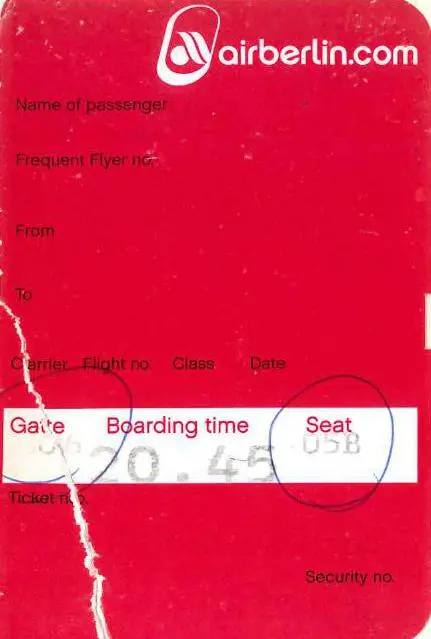 airberlin.com
Name of passenger
Frequent Flyer no.
From
To
Carrier Flight no. Class Date
Gate Boarding time Seat
06 20.45 05B
Ticket no.
Security no.